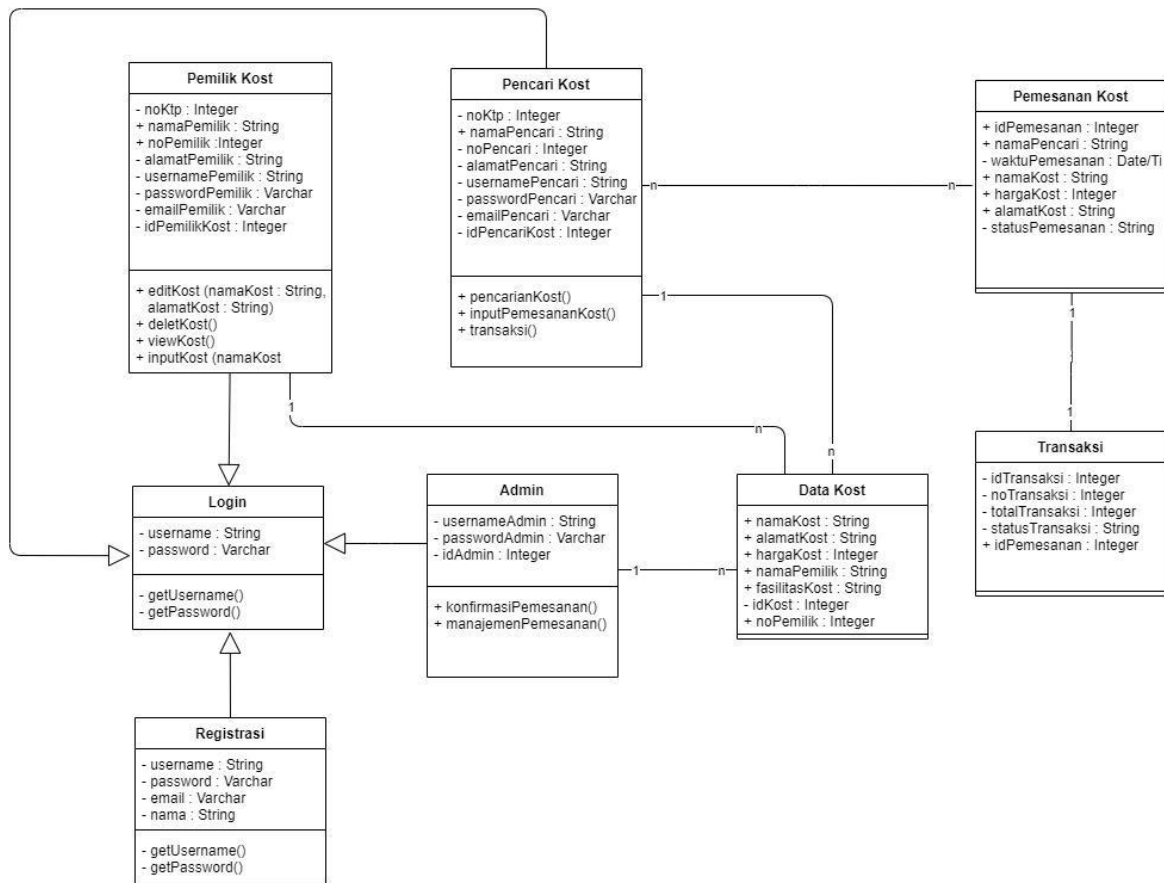 Pemilik Kost
- noKtp : Integer
+ namaPemilik : String
+ noPemilik :Integer
- alamatPemilik : String
- usernamePemilik : String
- passwordPemilik : Varchar
- emailPemilik : Varchar
- idPemilikKost : Integer
+ editKost (namaKost : String,
alamatKost : String)
+ deletKost()
+ viewKost()
+ inputKost (namaKost
Pencari Kost
- noKtp : Integer
+ namaPencari : String
- noPencari : Integer
- alamatPencari : String
- usernamePencari : String
- passwordPencari : Varchar
- emailPencari : Varchar
- idPencariKost : Integer
+ pencarianKost()
+ inputPemesananKost()
+ transaksi()
Pemesanan Kost
+ idPemesanan : Integer
+ namaPencari : String
- waktuPemesanan : Date/Ti
+ namaKost : String
+ hargaKost : Integer
+ alamatKost : String
- statusPemesanan : String
n
n
1
n
1
n
1
1
Login
- username : String
- password : Varchar
- getUsername()
- getPassword()
Admin
- usernameAdmin : String
- passwordAdmin : Varchar
- idAdmin : Integer
+ konfirmasiPemesanan()
+ manajemenPemesanan()
1
n
Data Kost
+ namaKost : String
+ alamatKost : String
+ hargaKost : Integer
+ namaPemilik : String
+ fasilitasKost : String
- idKost : Integer
+ noPemilik : Integer
Transaksi
- idTransaksi : Integer
- noTransaksi : Integer
- totalTransaksi : Integer
- statusTransaksi : String
+ idPemesanan : Integer
Registrasi
- username : String
- password : Varchar
- email : Varchar
- nama : String
- getUsername()
- getPassword()